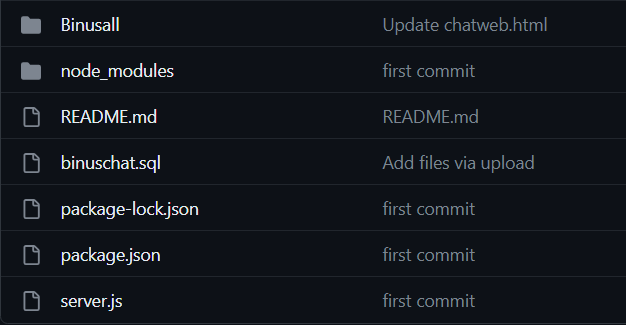 Binusall Update chatweb.html
node_modules first commit
README.md README.md
binuschat.sql Add files via upload
package-lock.json first commit
package.json first commit
server.js first commit